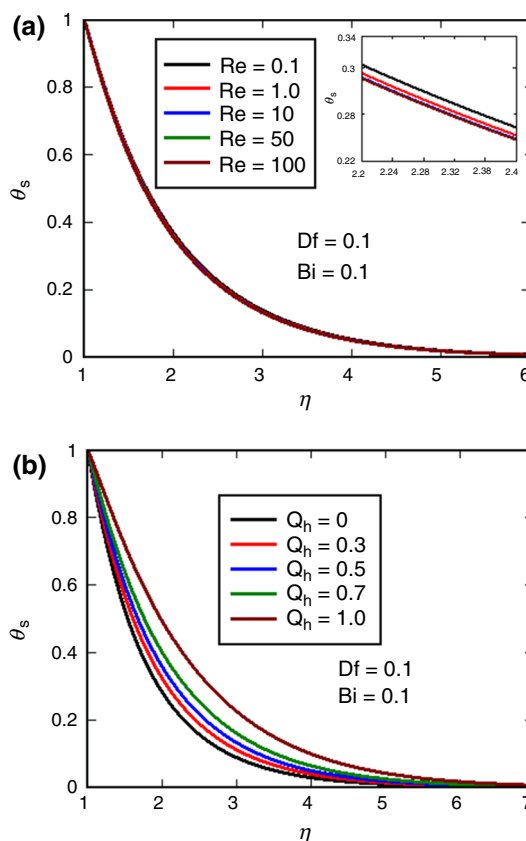 (a)
1
0.8
0.6
0.4
0.2
0
θs
Re = 0.1
Re = 1.0
Re = 10
Re = 50
Re = 100
0.34
0.3
0.28
0.22
θs
2.2 2.24 2.28 2.32 2.38 2.4
Df = 0.1
Bi = 0.1
1 2 3 4 5 6
η
(b)
1
0.8
0.6
0.4
0.2
0
θs
Qh = 0
Qh = 0.3
Qh = 0.5
Qh = 0.7
Qh = 1.0
Df = 0.1
Bi = 0.1
1 2 3 4 5 6 7
η